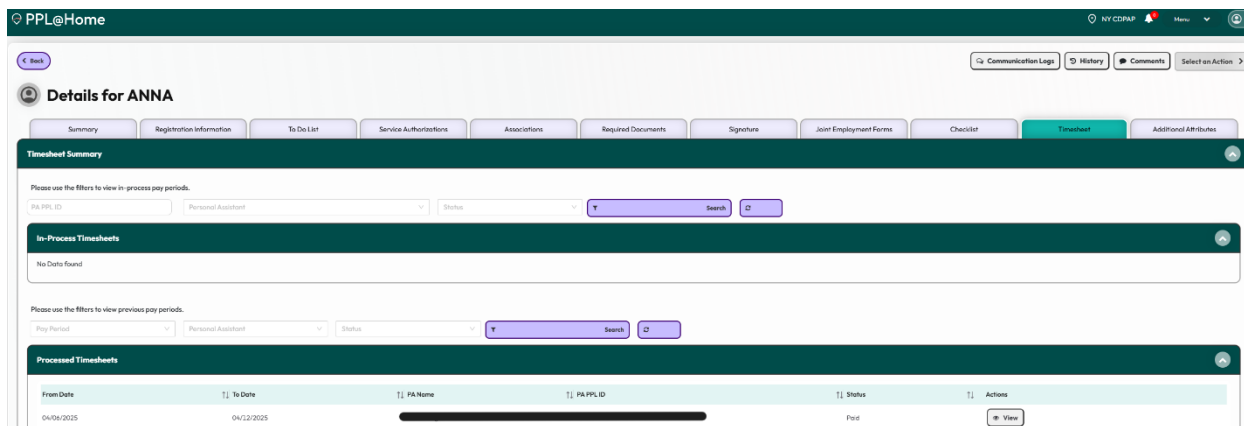 PPL@Home
NY CDPAP Menu
Back
Communication Logs History Comments Select an Action
Details for ANNA
Summary Registration Information To Do List Service Authorizations Associations Required Documents Signature Joint Employment Forms Checklist Timesheet Additional Attributes
Timesheet Summary
Please use the filters to view in-process pay periods.
PA PPL ID Personal Assistant Status Search
In-Process Timesheets
No Data found
Please use the filters to view previous pay periods.
Pay Period Personal Assistant Status Search
Processed Timesheets
From Date To Date PA Name PA PPL ID Status Actions
04/06/2025 04/12/2025 Paid View